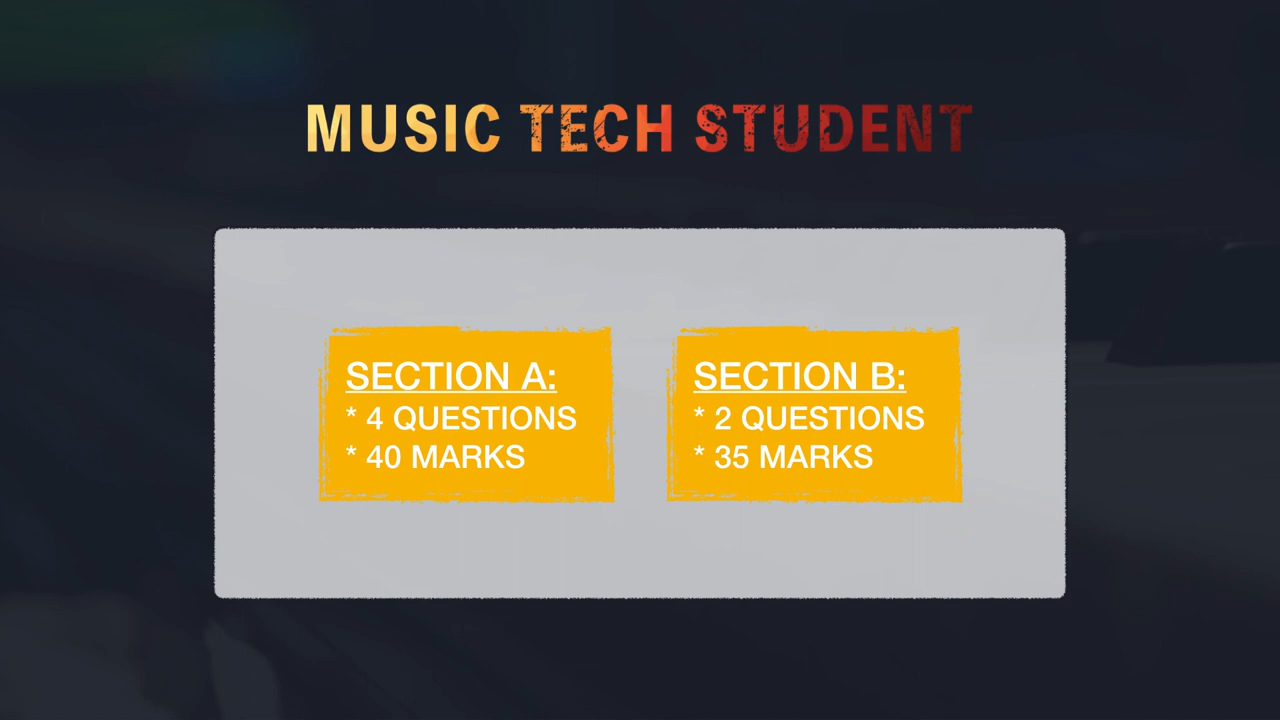 MUSIC TECH STUDENT
SECTION A:
* 4 QUESTIONS
* 40 MARKS
SECTION B:
* 2 QUESTIONS
* 35 MARKS